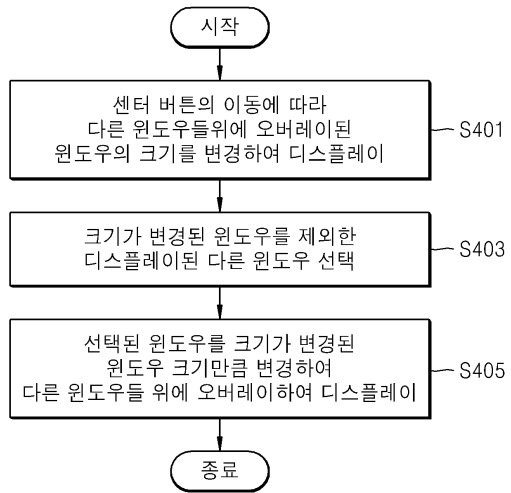 시작
센터 버튼의 이동에 따라
다른 윈도우들위에 오버레이된
윈도우의 크기를 변경하여 디스플레이
S401
크기가 변경된 윈도우를 제외한
디스플레이된 다른 윈도우 선택
S403
선택된 윈도우를 크기가 변경된
윈도우 크기만큼 변경하여
다른 윈도우들 위에 오버레이하여 디스플레이
S405
종료